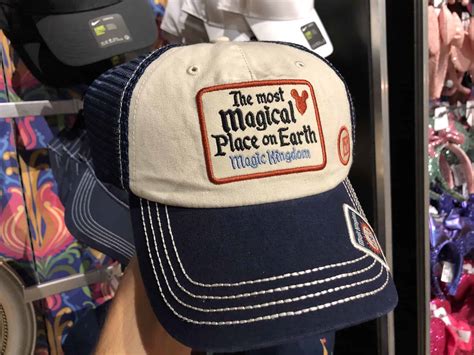 The most
Magical
Place on Earth
Magic Kingdom